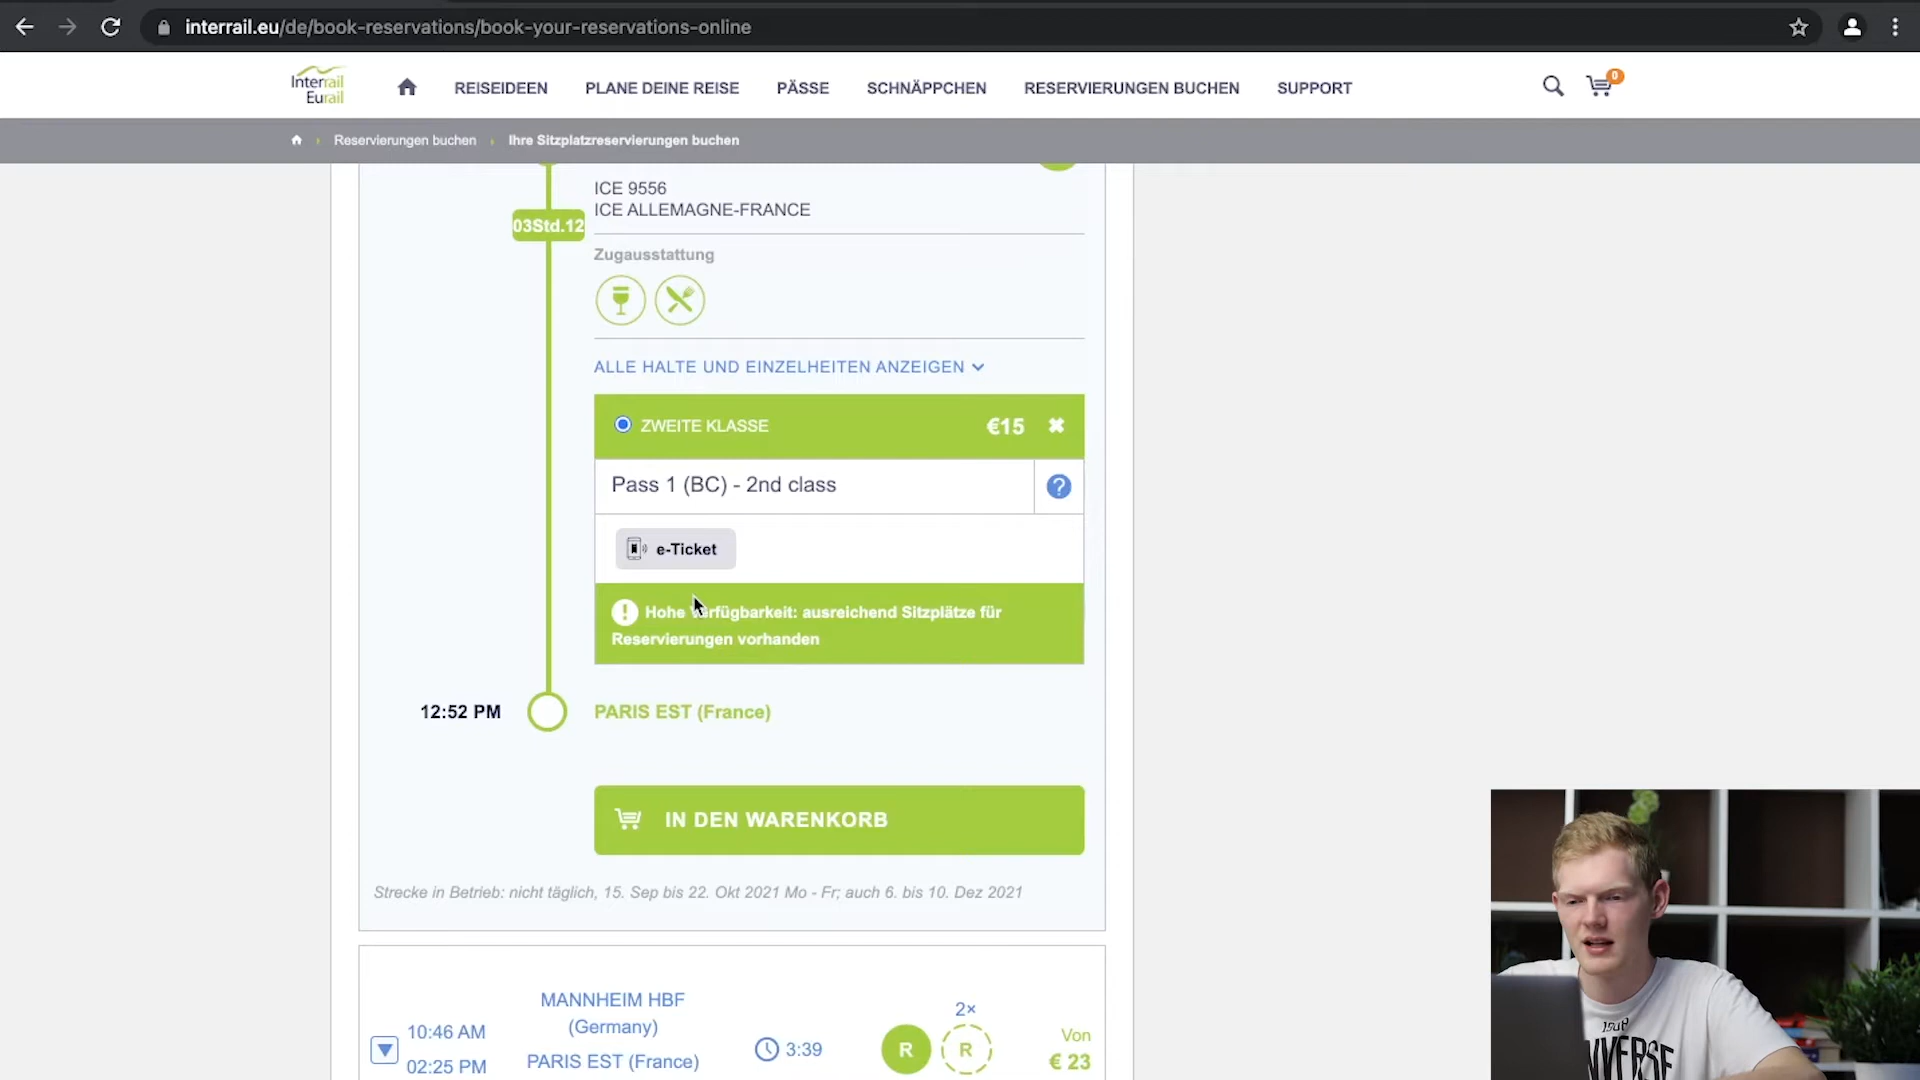 interrail.eu/de/book-reservations/book-your-reservations-online
Interrail
Eurail
REISEIDEEN
PLANE DEINE REISE
PÄSSE
SCHNÄPPCHEN
RESERVIERUNGEN BUCHEN
SUPPORT
0
Reservierungen buchen
Ihre Sitzplatzreservierungen buchen
ICE 9556
ICE ALLEMAGNE-FRANCE
03Std.12
Zugausstattung
ALLE HALTE UND EINZELHEITEN ANZEIGEN
ZWEITE KLASSE €15
Pass 1 (BC) - 2nd class ?
e-Ticket
Hohe Verfügbarkeit: ausreichend Sitzplätze für
Reservierungen vorhanden
12:52 PM PARIS EST (France)
IN DEN WARENKORB
Strecke in Betrieb: nicht täglich, 15. Sep bis 22. Okt 2021 Mo - Fr; auch 6. bis 10. Dez 2021
10:46 AM
02:25 PM
MANNHEIM HBF
(Germany)
PARIS EST (France)
3:39
R
2×
R
Von
€ 23